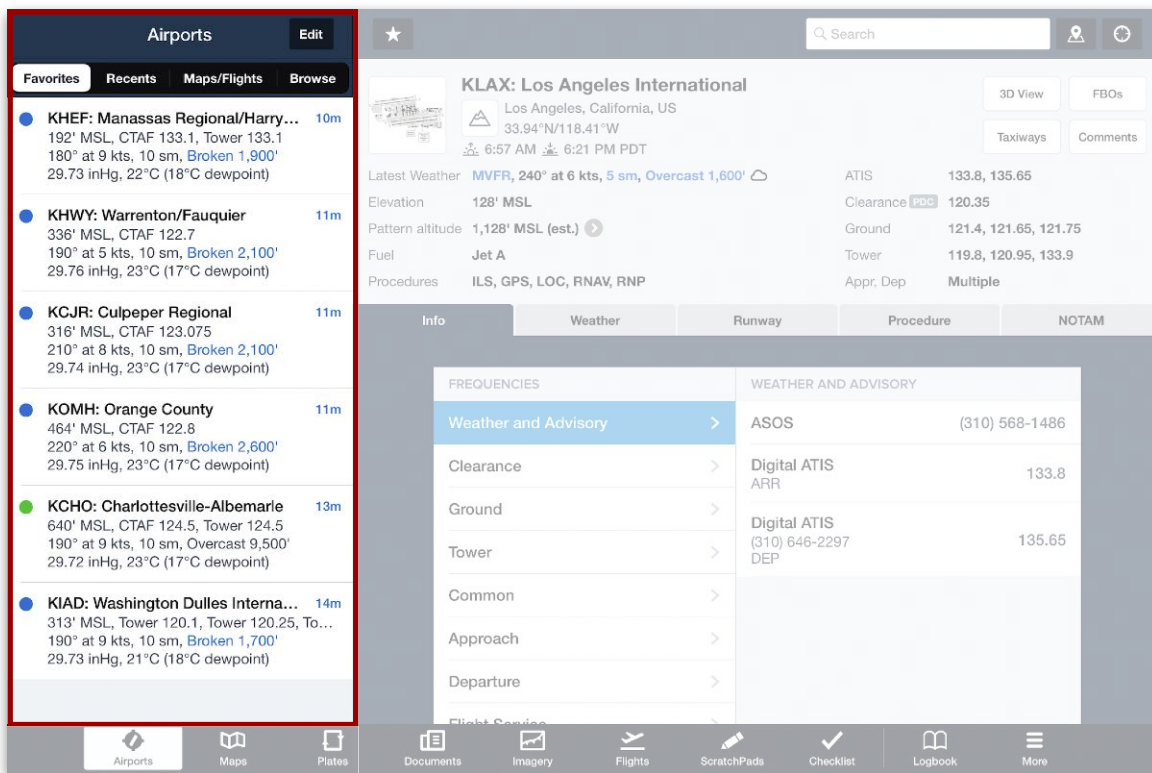 Airports
Edit
Favorites Recents Maps/Flights Browse
KHEF: Manassas Regional/Harry... 10m
192' MSL, CTAF 133.1, Tower 133.1
180° at 9 kts, 10 sm, Broken 1,900'
29.73 inHg, 22°C (18°C dewpoint)
KHWY: Warrenton/Fauquier 11m
336' MSL, CTAF 122.7
190° at 5 kts, 10 sm, Broken 2,100'
29.76 inHg, 23°C (17°C dewpoint)
KCJR: Culpeper Regional 11m
316' MSL, CTAF 123.075
210° at 8 kts, 10 sm, Broken 2,100'
29.74 inHg, 23°C (17°C dewpoint)
KOMH: Orange County 11m
464' MSL, CTAF 122.8
220° at 6 kts, 10 sm, Broken 2,600'
29.75 inHg, 23°C (17°C dewpoint)
KCHO: Charlottesville-Albemarle 13m
640' MSL, CTAF 124.5, Tower 124.5
190° at 9 kts, 10 sm, Overcast 9,500'
29.72 inHg, 23°C (17°C dewpoint)
KIAD: Washington Dulles Interna... 14m
313' MSL, Tower 120.1, Tower 120.25, To...
190° at 9 kts, 10 sm, Broken 1,700'
29.73 inHg, 21°C (18°C dewpoint)
Search
KLAX: Los Angeles International
Los Angeles, California, US
33.94°N/118.41°W
6:57 AM 6:21 PM PDT
3D View FBOs
Taxiways Comments
Latest Weather MVFR, 240° at 6 kts, 5 sm, Overcast 1,600'
Elevation 128' MSL
Pattern altitude 1,128' MSL (est.)
Fuel Jet A
Procedures ILS, GPS, LOC, RNAV, RNP
ATIS 133.8, 135.65
Clearance PDC 120.35
Ground 121.4, 121.65, 121.75
Tower 119.8, 120.95, 133.9
Appr, Dep Multiple
Info Weather Runway Procedure NOTAM
FREQUENCIES
Weather and Advisory
Clearance
Ground
Tower
Common
Approach
Departure
Flight Service
WEATHER AND ADVISORY
ASOS (310) 568-1486
Digital ATIS
ARR
133.8
Digital ATIS
(310) 646-2297
DEP
135.65
Airports Maps Plates Documents Imagery Flights ScratchPads Checklist Logbook More